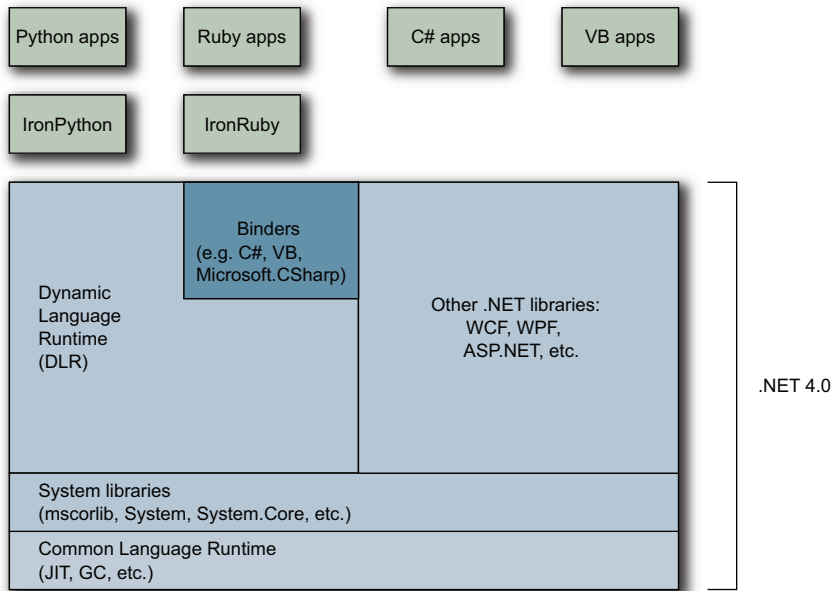 Python apps
Ruby apps
C# apps
VB apps
IronPython
IronRuby
Binders
(e.g. C#, VB,
Microsoft.CSharp)
Dynamic
Language
Runtime
(DLR)
Other .NET libraries:
WCF, WPF,
ASP.NET, etc.
.NET 4.0
System libraries
(mscorlib, System, System.Core, etc.)
Common Language Runtime
(JIT, GC, etc.)